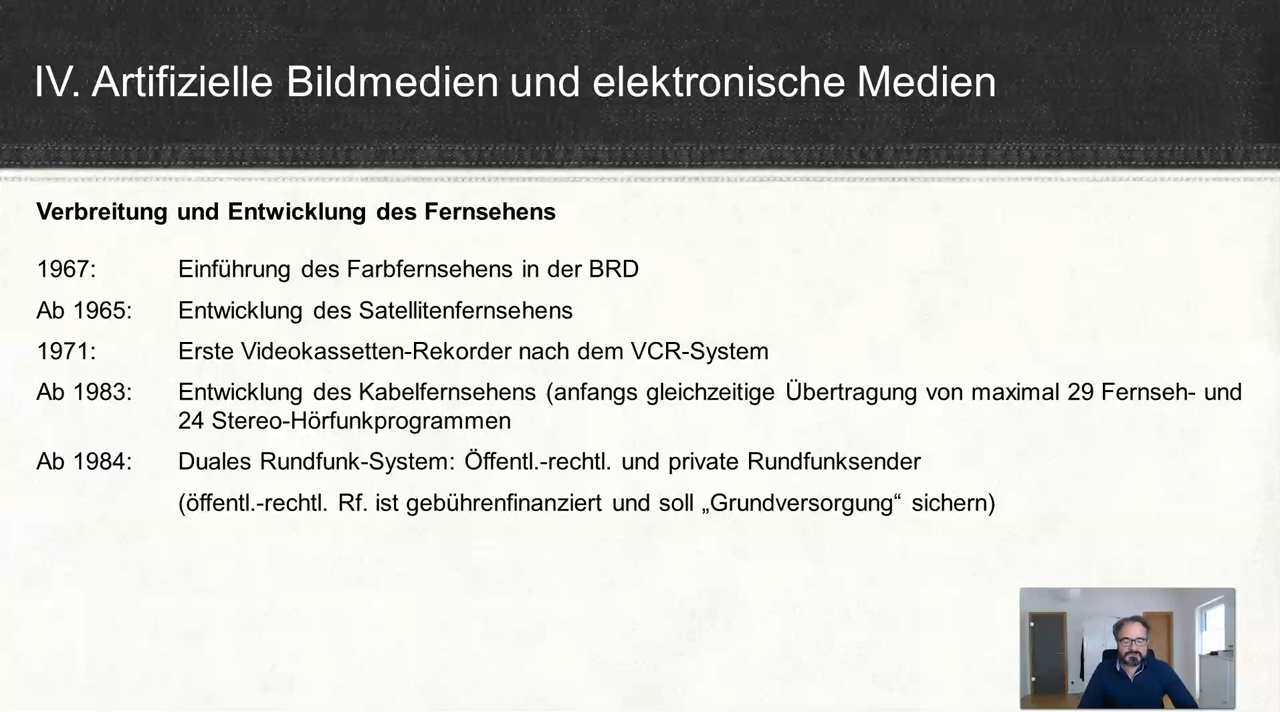 IV. Artifizielle Bildmedien und elektronische Medien
Verbreitung und Entwicklung des Fernsehens
1967: Einführung des Farbfernsehens in der BRD
Ab 1965: Entwicklung des Satellitenfernsehens
1971: Erste Videokassetten-Rekorder nach dem VCR-System
Ab 1983: Entwicklung des Kabelfernsehens (anfangs gleichzeitige Übertragung von maximal 29 Fernseh- und
24 Stereo-Hörfunkprogrammen
Ab 1984: Duales Rundfunk-System: Öffentl.-rechtl. und private Rundfunksender
(öffentl.-rechtl. Rf. ist gebührenfinanziert und soll „Grundversorgung“ sichern)